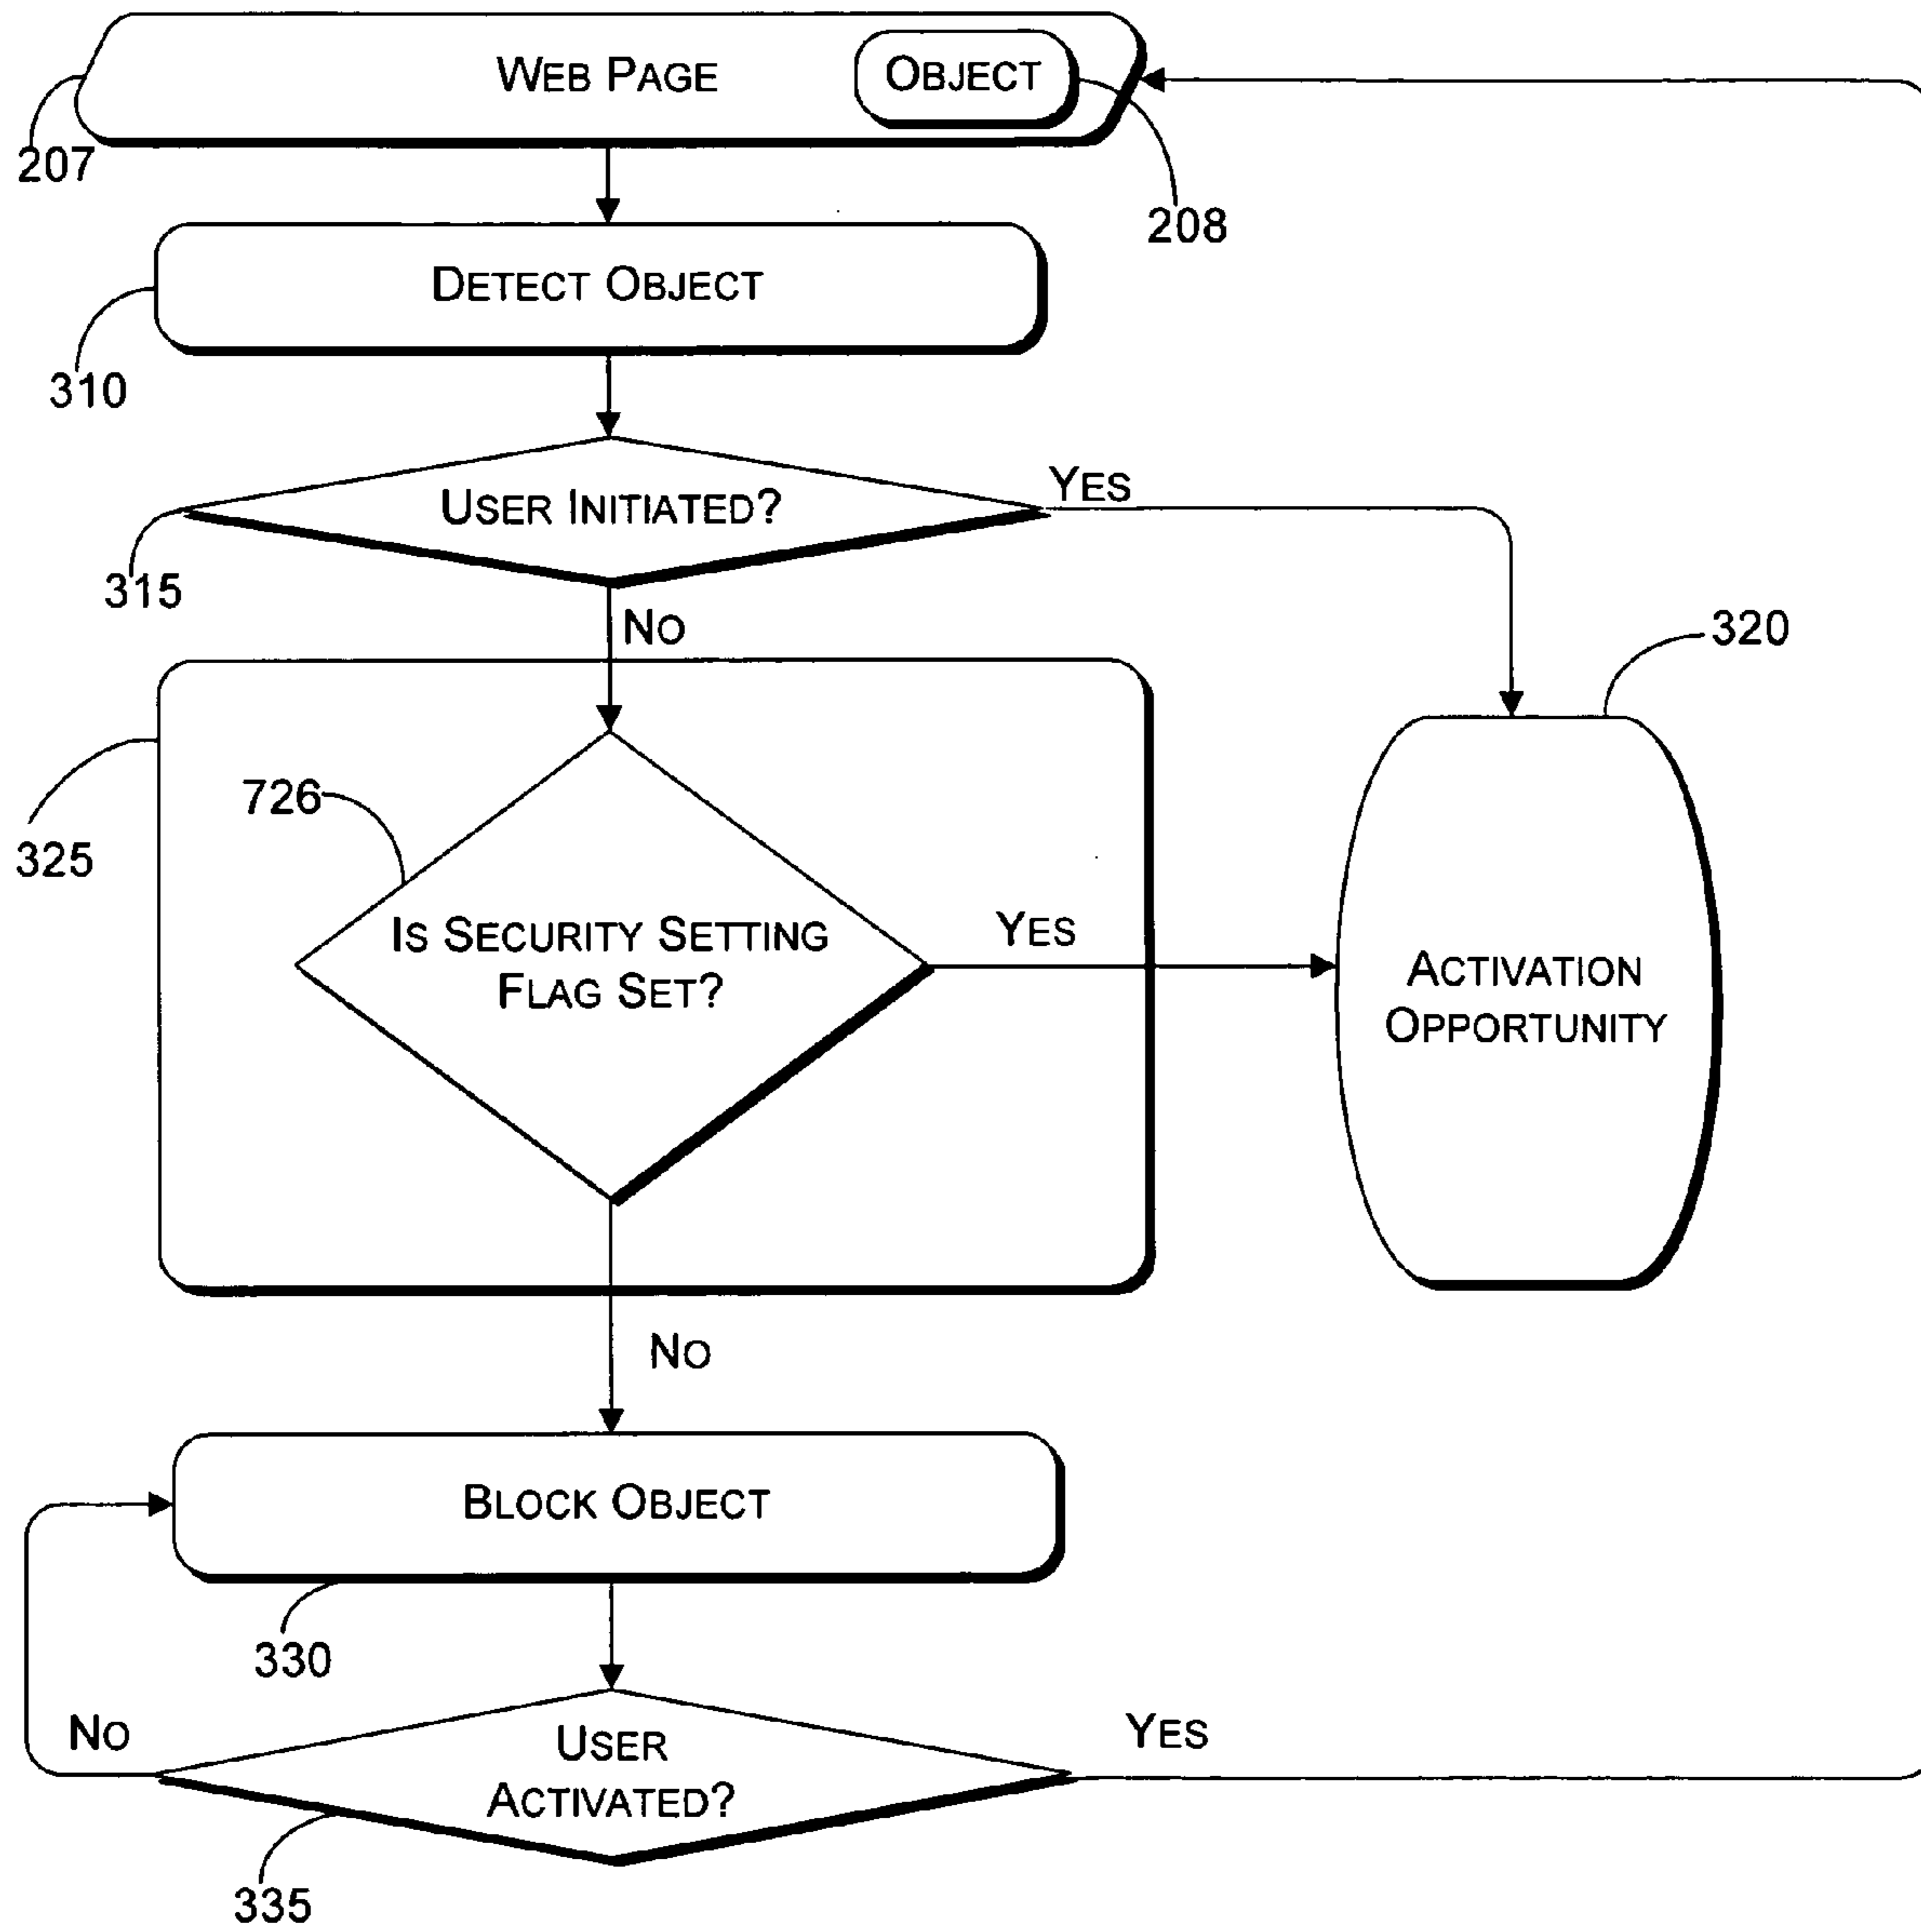 WEB PAGE
OBJECT
207
208
DETECT OBJECT
310
USER INITIATED?
YES
315
NO
320
726
325
IS SECURITY SETTING
FLAG SET?
YES
ACTIVATION
OPPORTUNITY
NO
BLOCK OBJECT
330
NO
USER
ACTIVATED?
YES
335